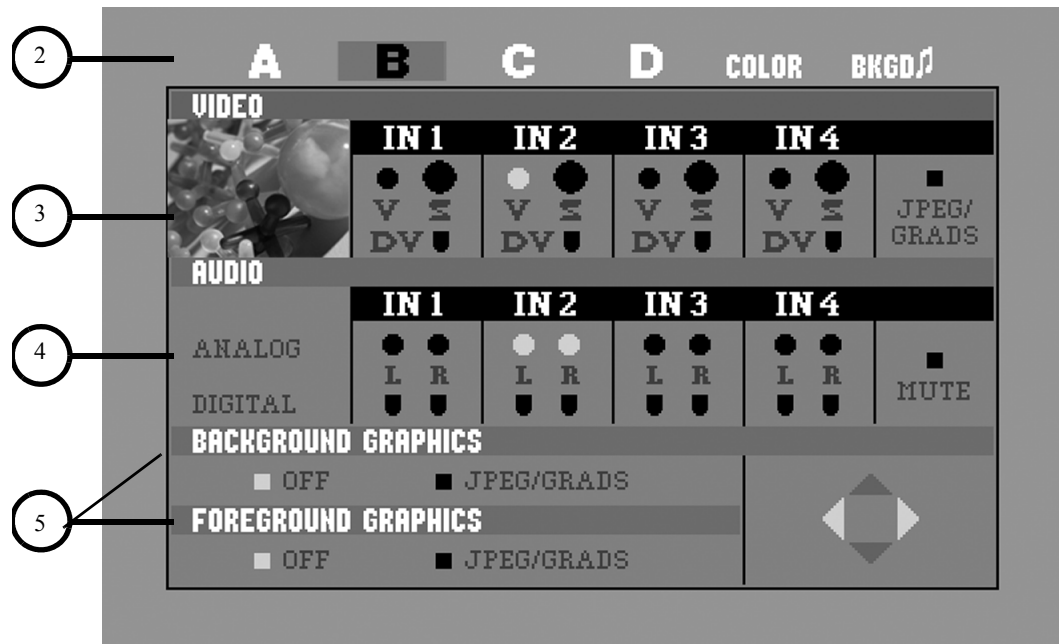 2 A B C D COLOR BKGD♫
VIDEO
IN 1 IN 2 IN 3 IN 4
V S V S V S V S
3 JPEG/
DV DV DV DV GRADS
AUDIO
IN 1 IN 2 IN 3 IN 4
4 ANALOG
L R L R L R L R MUTE
DIGITAL
BACKGROUND GRAPHICS
OFF JPEG/GRADS
5 FOREGROUND GRAPHICS
OFF JPEG/GRADS